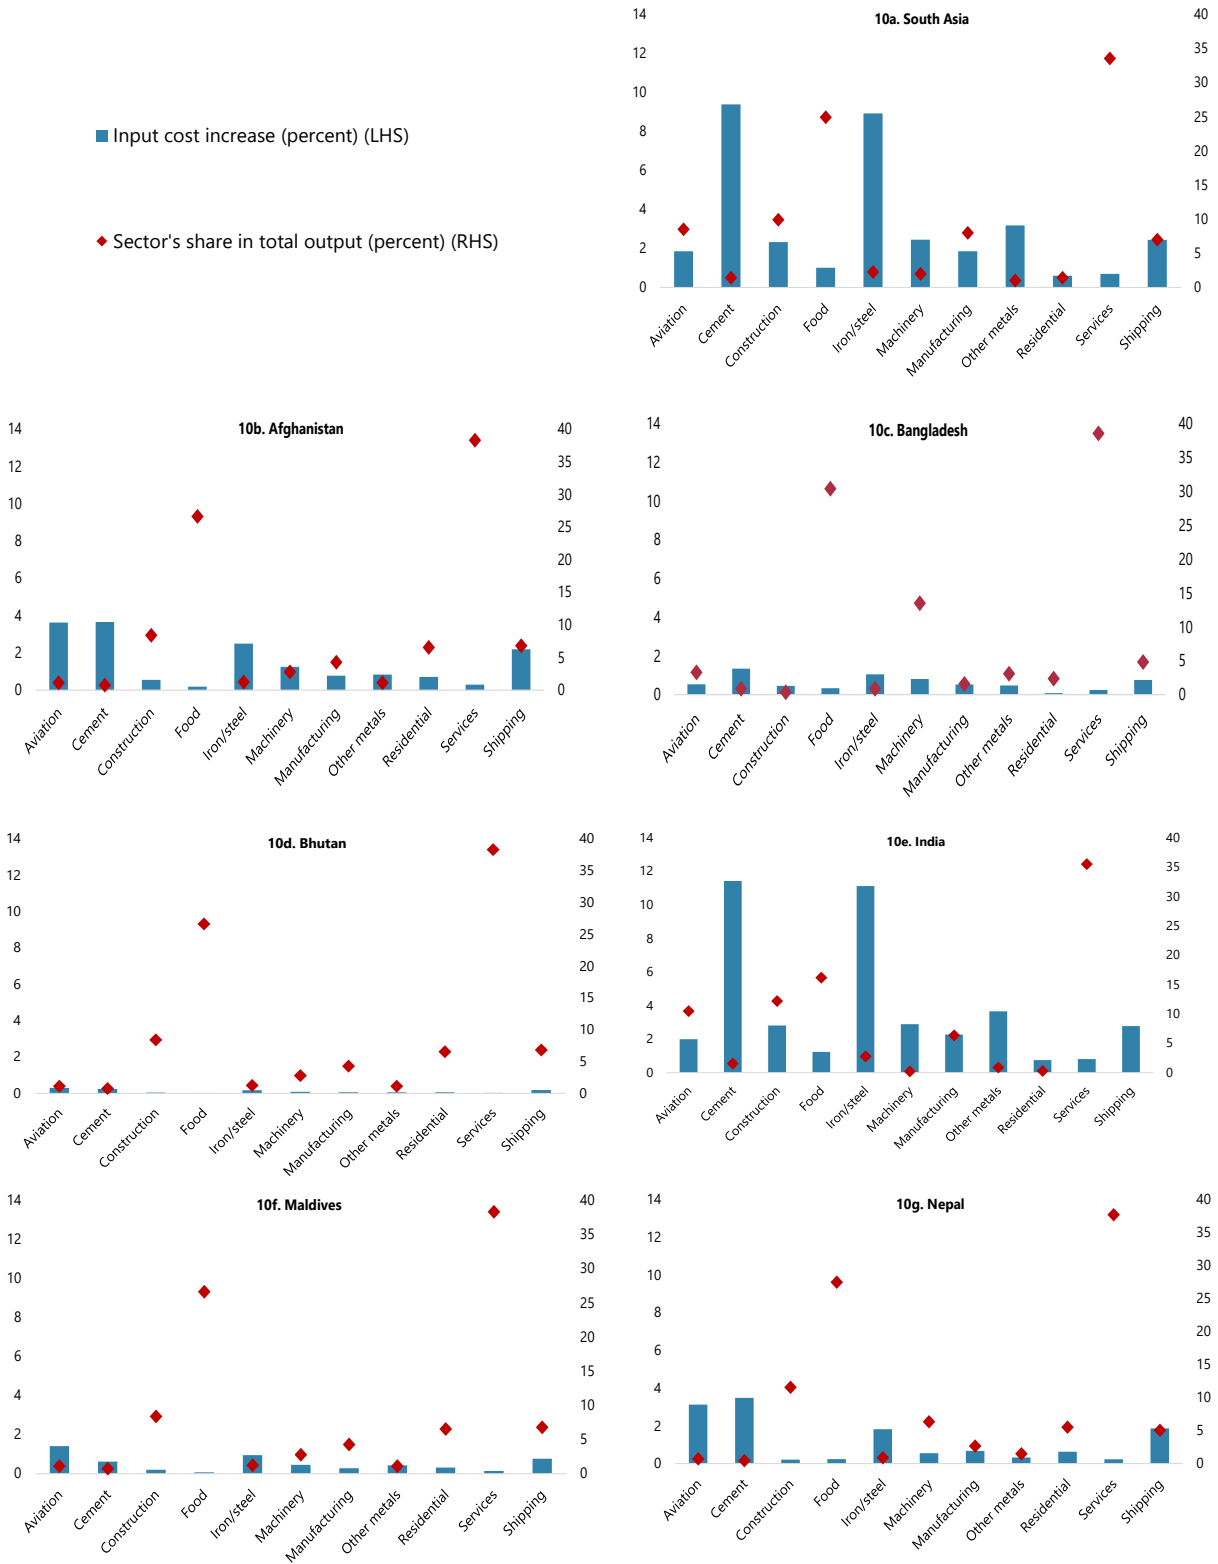 Input cost increase (percent) (LHS)
Sector's share in total output (percent) (RHS)
10a. South Asia
14
12
10
8
6
4
2
0
40
35
30
25
20
15
10
5
0
Aviation
Cement
Construction
Food
Iron/steel
Machinery
Manufacturing
Other metals
Residential
Services
Shipping
10b. Afghanistan
14
12
10
8
6
4
2
0
40
35
30
25
20
15
10
5
0
Aviation
Cement
Construction
Food
Iron/steel
Machinery
Manufacturing
Other metals
Residential
Services
Shipping
10c. Bangladesh
14
12
10
8
6
4
2
0
40
35
30
25
20
15
10
5
0
Aviation
Cement
Construction
Food
Iron/steel
Machinery
Manufacturing
Other metals
Residential
Services
Shipping
10d. Bhutan
14
12
10
8
6
4
2
0
40
35
30
25
20
15
10
5
0
Aviation
Cement
Construction
Food
Iron/steel
Machinery
Manufacturing
Other metals
Residential
Services
Shipping
10e. India
14
12
10
8
6
4
2
0
40
35
30
25
20
15
10
5
0
Aviation
Cement
Construction
Food
Iron/steel
Machinery
Manufacturing
Other metals
Residential
Services
Shipping
10f. Maldives
14
12
10
8
6
4
2
0
40
35
30
25
20
15
10
5
0
Aviation
Cement
Construction
Food
Iron/steel
Machinery
Manufacturing
Other metals
Residential
Services
Shipping
10g. Nepal
14
12
10
8
6
4
2
0
40
35
30
25
20
15
10
5
0
Aviation
Cement
Construction
Food
Iron/steel
Machinery
Manufacturing
Other metals
Residential
Services
Shipping